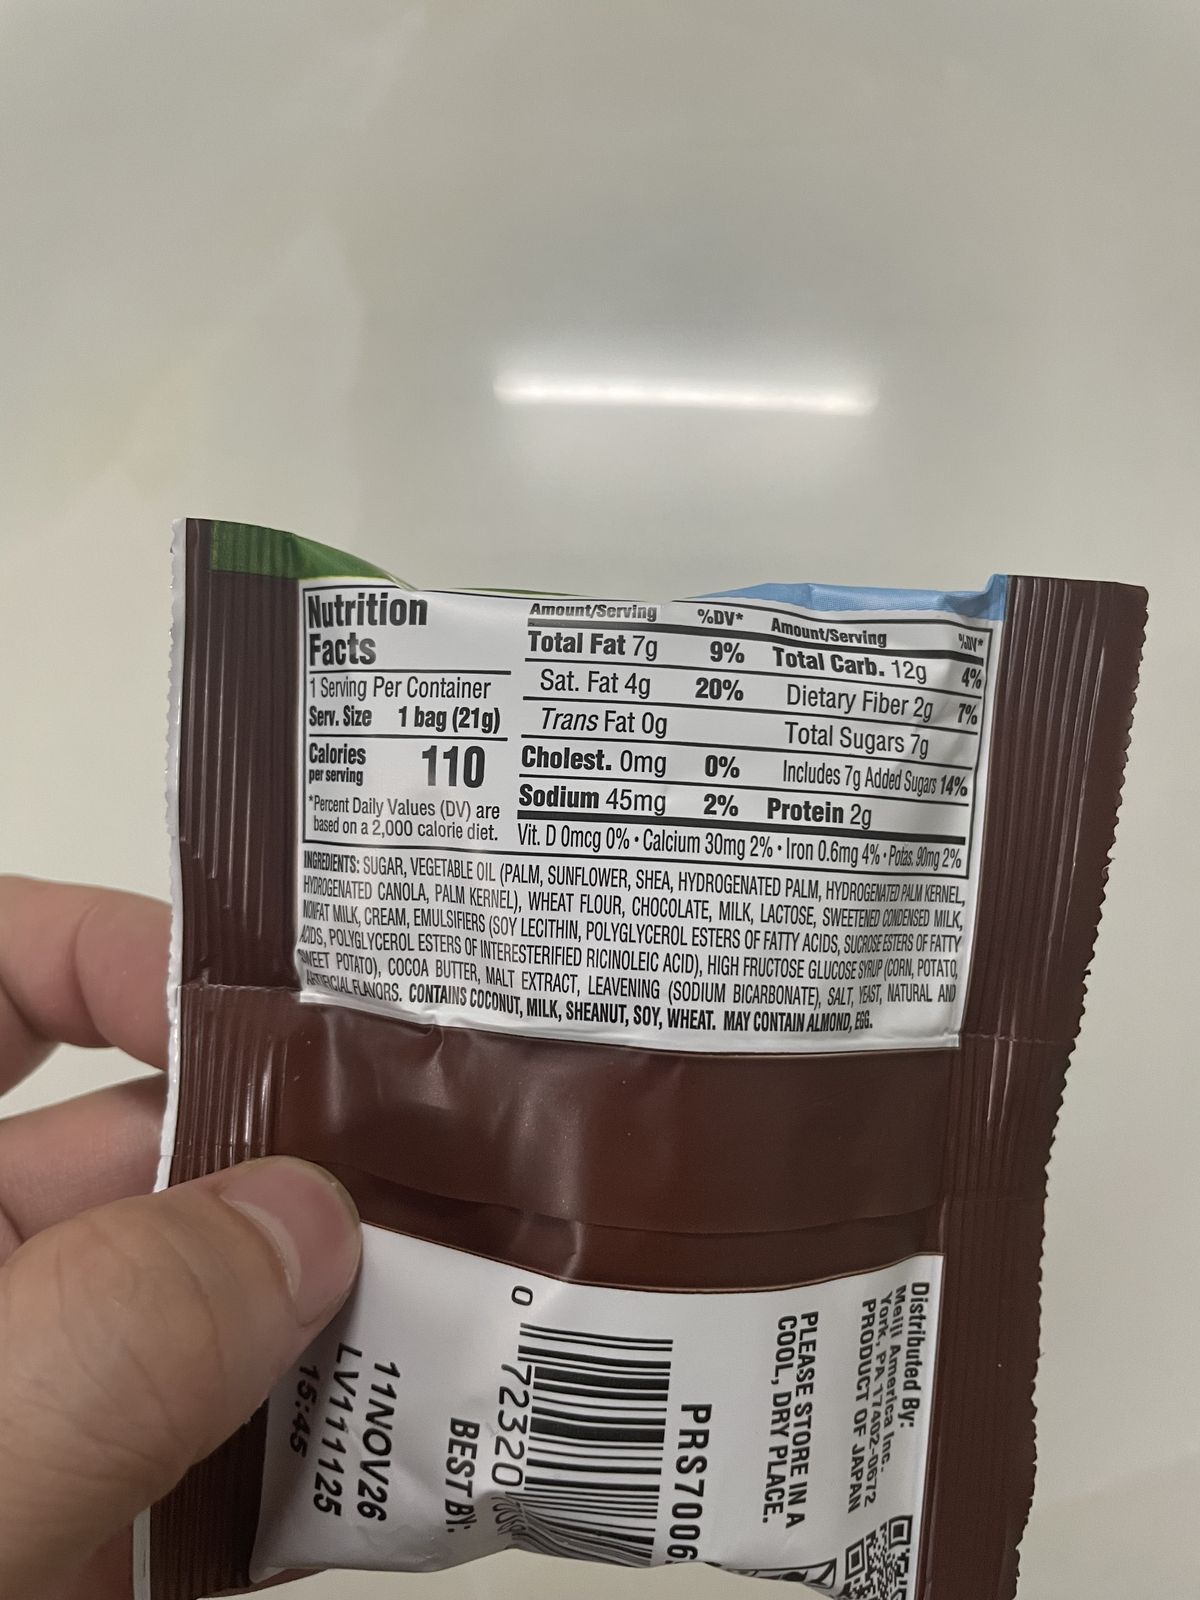 Nutrition
Facts
1 Serving Per Container
Serv. Size 1 bag (21g)
Calories
per serving 110
*Percent Daily Values (DV) are
based on a 2,000 calorie diet.
Amount/Serving %DV*
Total Fat 7g 9%
Sat. Fat 4g 20%
Trans Fat 0g
Cholest. 0mg 0%
Sodium 45mg 2%
Amount/Serving %DV*
Total Carb. 12g 4%
Dietary Fiber 2g 7%
Total Sugars 7g
Includes 7g Added Sugars 14%
Protein 2g
Vit. D 0mcg 0% • Calcium 30mg 2% • Iron 0.6mg 4% • Potas. 90mg 2%
INGREDIENTS: SUGAR, VEGETABLE OIL (PALM, SUNFLOWER, SHEA, HYDROGENATED PALM, HYDROGENATED PALM KERNEL,
HYDROGENATED CANOLA, PALM KERNEL), WHEAT FLOUR, CHOCOLATE, MILK, LACTOSE, SWEETENED CONDENSED MILK,
NONFAT MILK, CREAM, EMULSIFIERS (SOY LECITHIN, POLYGLYCEROL ESTERS OF FATTY ACIDS, SUCROSE ESTERS OF FATTY
ACIDS, POLYGLYCEROL ESTERS OF INTERESTERIFIED RICINOLEIC ACID), HIGH FRUCTOSE GLUCOSE SYRUP (CORN, POTATO,
SWEET POTATO), COCOA BUTTER, MALT EXTRACT, LEAVENING (SODIUM BICARBONATE), SALT, YEAST, NATURAL AND
ARTIFICIAL FLAVORS. CONTAINS COCONUT, MILK, SHEANUT, SOY, WHEAT. MAY CONTAIN ALMOND, EGG.
Distributed By:
Meiji America Inc.
York, PA 17402-0672
PRODUCT OF JAPAN
PLEASE STORE IN A
COOL, DRY PLACE.
PRS7006
0 72320
BEST BY:
11NOV26
LV111125
15:45